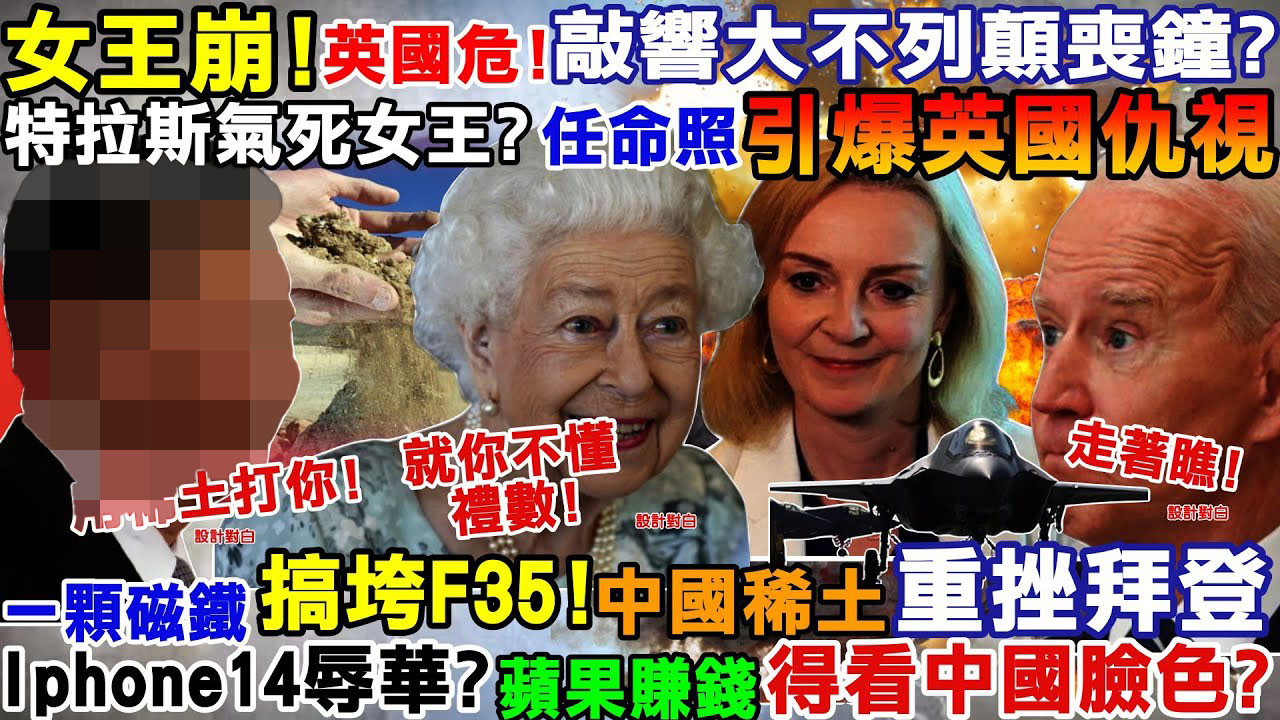 女王崩!英國危!敲響大不列顛喪鐘?
特拉斯氣死女王?任命照引爆英國仇視
土打你!
設計對白
就你不懂
禮數!
設計對白
走著瞧!
設計對白
一顆磁鐵搞垮F35!中國稀土重挫拜登
Iphone14辱華?蘋果賺錢得看中國臉色?